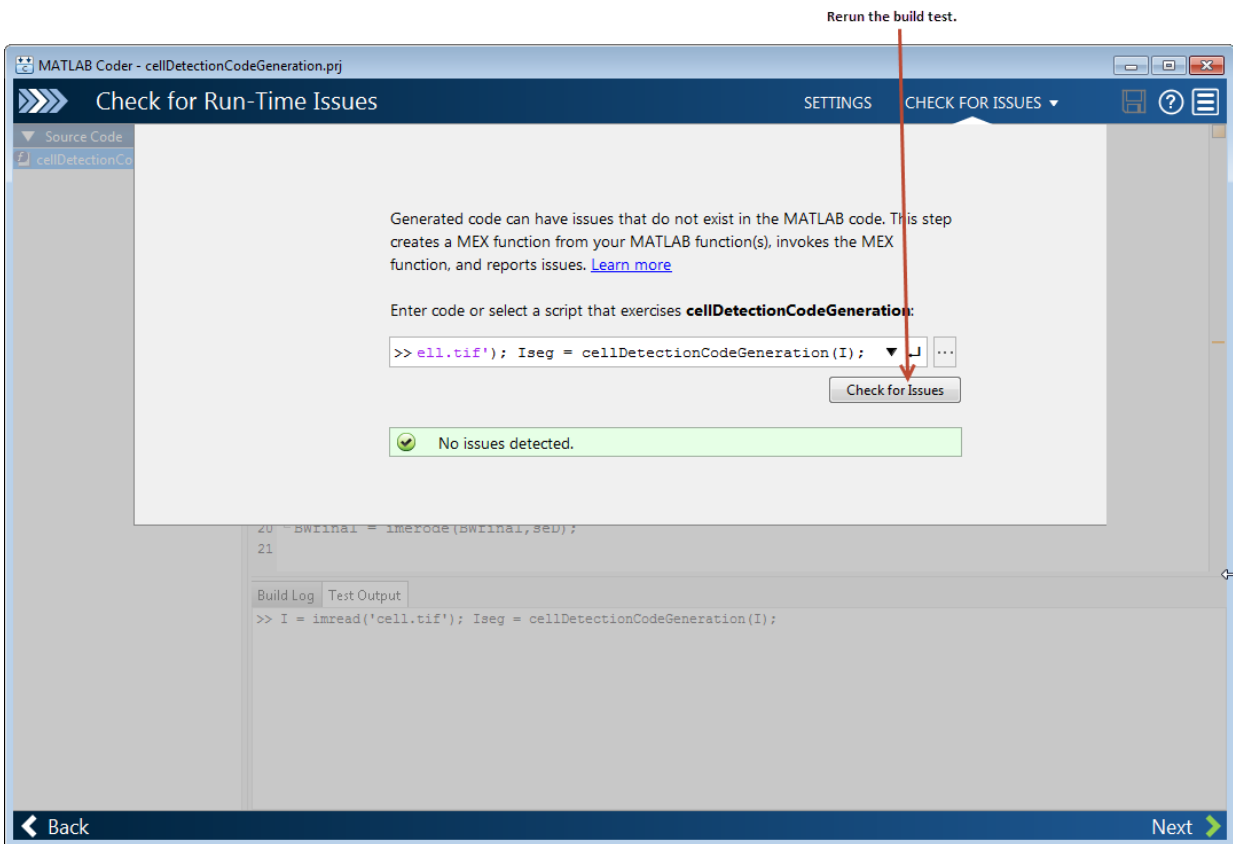 Rerun the build test.
MATLAB Coder - cellDetectionCodeGeneration.prj
Check for Run-Time Issues
SETTINGS
CHECK FOR ISSUES
Source Code
cellDetectionCo
Generated code can have issues that do not exist in the MATLAB code. This step
creates a MEX function from your MATLAB function(s), invokes the MEX
function, and reports issues. Learn more
Enter code or select a script that exercises cellDetectionCodeGeneration:
>> ell.tif'); Iseg = cellDetectionCodeGeneration(I);
...
Check for Issues
No issues detected.
20 BWfinal = imerode(BWfinal,seD);
21
Build Log Test Output
>> I = imread('cell.tif'); Iseg = cellDetectionCodeGeneration(I);
Back
Next